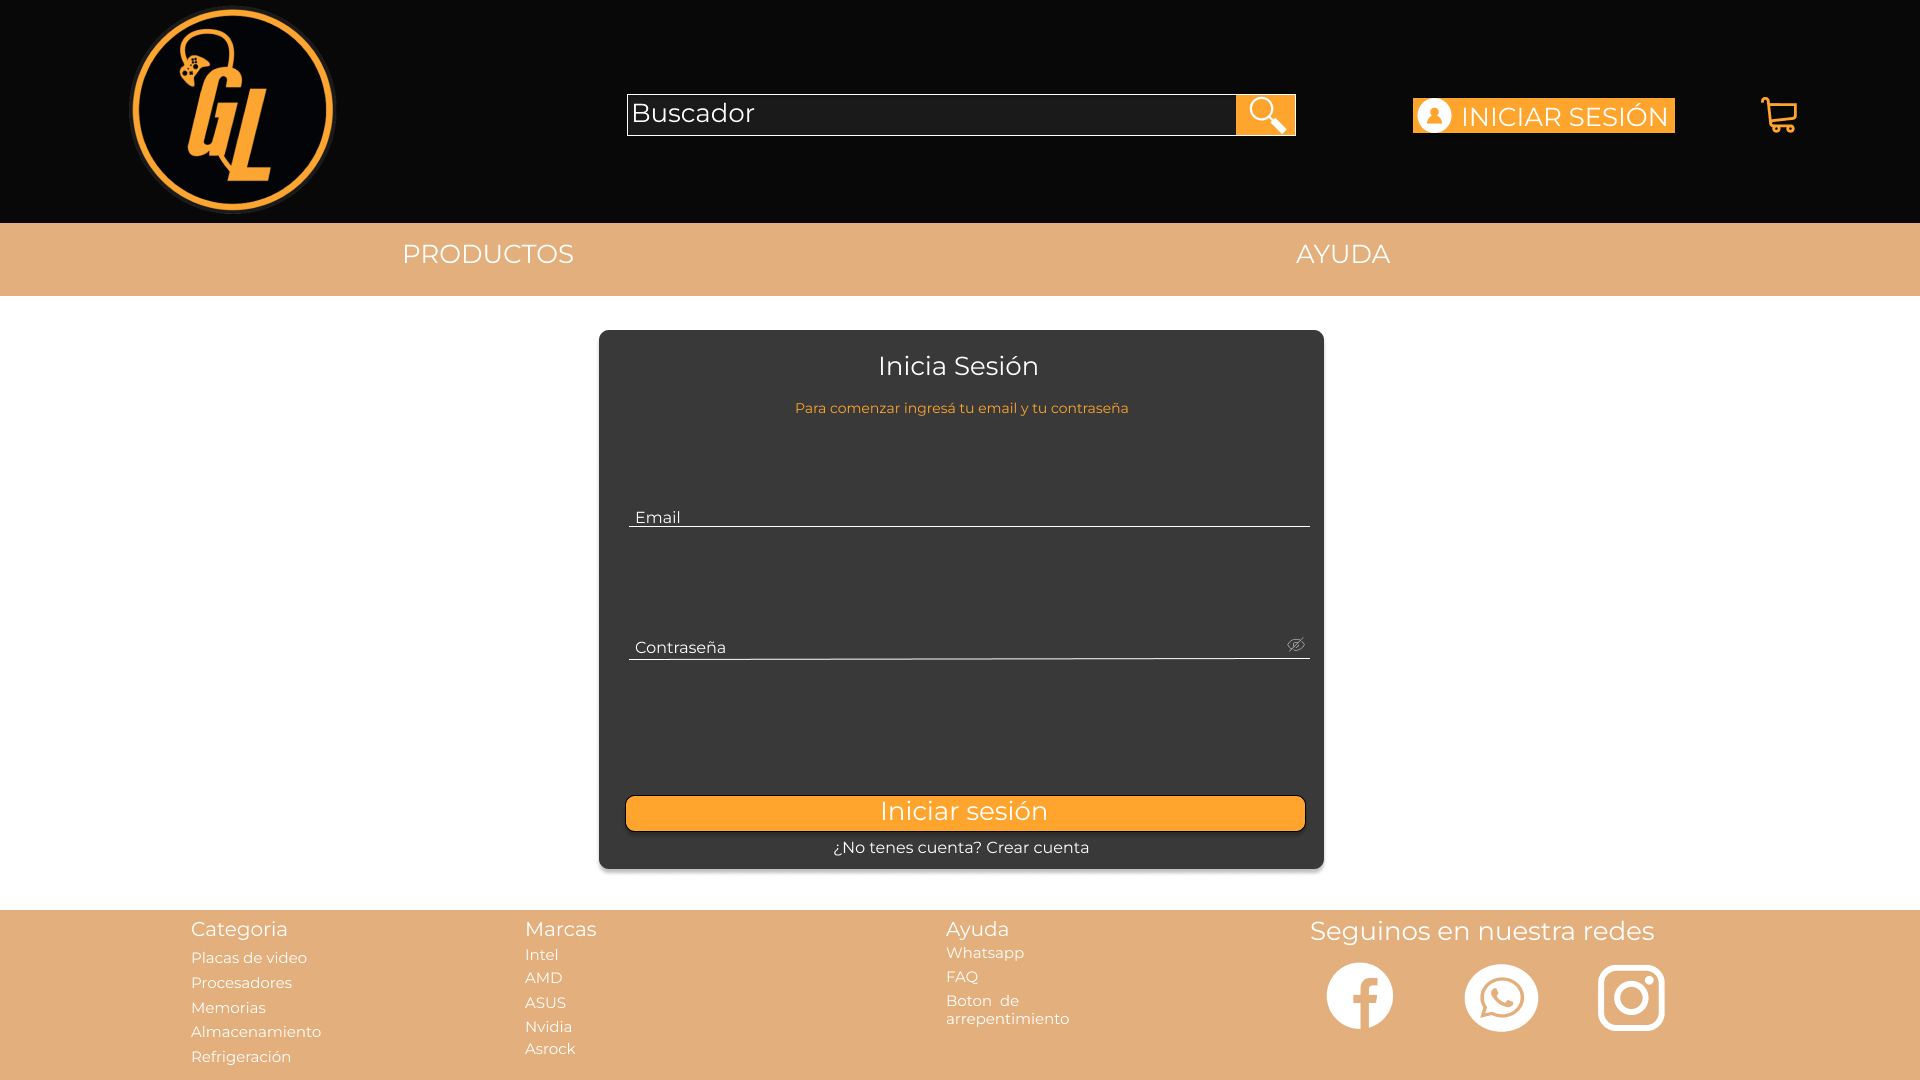 GL
Buscador
INICIAR SESIÓN
PRODUCTOS
AYUDA
Inicia Sesión
Para comenzar ingresá tu email y tu contraseña
Email
Contraseña
Iniciar sesión
¿No tenes cuenta? Crear cuenta
Categoria
Placas de video
Procesadores
Memorias
Almacenamiento
Refrigeración
Marcas
Intel
AMD
ASUS
Nvidia
Asrock
Ayuda
Whatsapp
FAQ
Boton de
arrepentimiento
Seguinos en nuestra redes